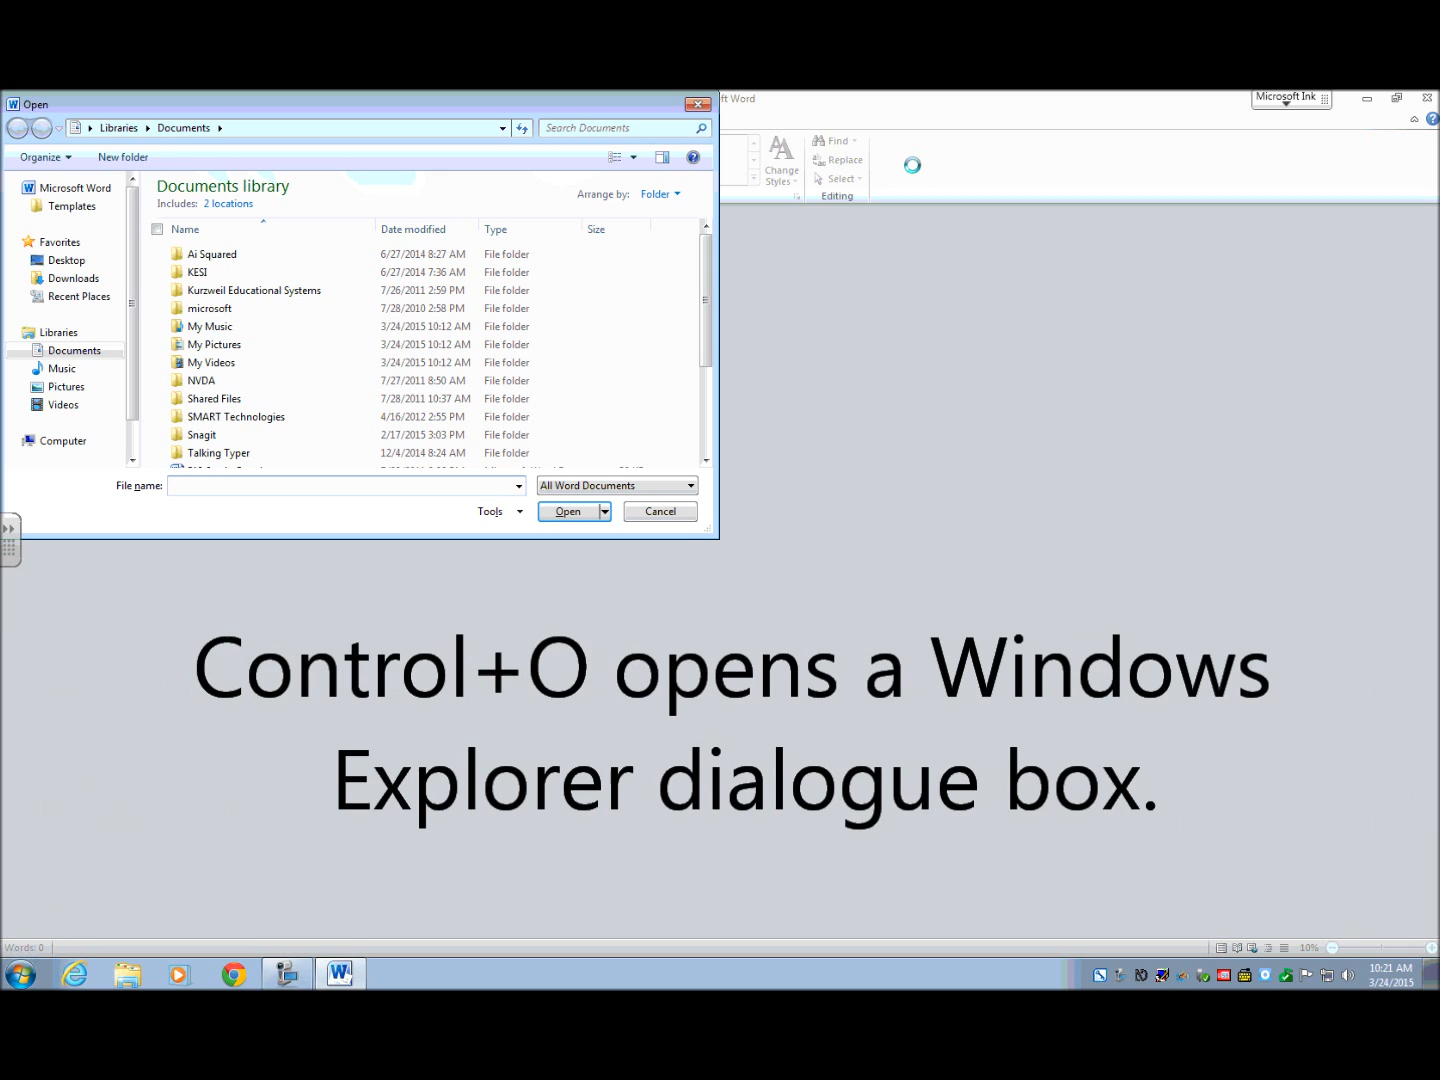 Open
ft Word
Microsoft Ink
Libraries Documents
Search Documents
Organize New folder
Find
Replace
Select
Change Styles
Editing
Microsoft Word
Templates
Favorites
Desktop
Downloads
Recent Places
Libraries
Documents
Music
Pictures
Videos
Computer
Documents library
Includes: 2 locations
Arrange by: Folder
Name Date modified Type Size
Ai Squared 6/27/2014 8:27 AM File folder
KESI 6/27/2014 7:36 AM File folder
Kurzweil Educational Systems 7/26/2011 2:59 PM File folder
microsoft 7/28/2010 2:58 PM File folder
My Music 3/24/2015 10:12 AM File folder
My Pictures 3/24/2015 10:12 AM File folder
My Videos 3/24/2015 10:12 AM File folder
NVDA 7/27/2011 8:50 AM File folder
Shared Files 7/28/2011 10:37 AM File folder
SMART Technologies 4/16/2012 2:55 PM File folder
Snagit 2/17/2015 3:03 PM File folder
Talking Typer 12/4/2014 8:24 AM File folder
File name: All Word Documents
Tools Open Cancel
Control+O opens a Windows
Explorer dialogue box.
Words: 0
10%
10:21 AM
3/24/2015